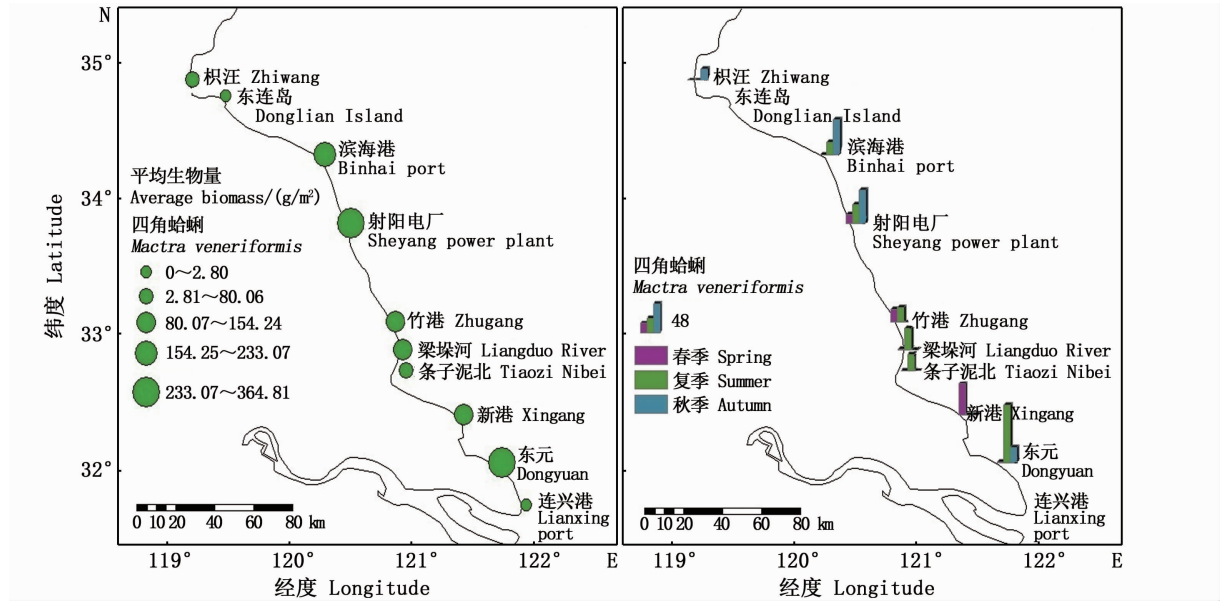 N
35°
34°
33°
32°
纬度 Latitude
枳汪 Zhiwang
东连岛
Donglian Island
滨海港
Binhai port
平均生物量
Average biomass/(g/m²)
四角蛤蜊
Mactra veneriformis
0～2.80
2.81～80.06
80.07～154.24
154.25～233.07
233.07～364.81
射阳电厂
Sheyang power plant
竹港 Zhugang
梁垛河 Liangduo River
条子泥北 Tiaozi Nibei
新港 Xingang
东元
Dongyuan
连兴港
Lianxing
port
0 10 20 40 60 80 km
119° 120° 121° 122° E
经度 Longitude
枳汪 Zhiwang
东连岛
Donglian Island
滨海港
Binhai port
射阳电厂
Sheyang power plant
四角蛤蜊
Mactra veneriformis
48
春季 Spring
夏季 Summer
秋季 Autumn
竹港 Zhugang
梁垛河 Liangduo River
条子泥北 Tiaozi Nibei
新港 Xingang
东元
Dongyuan
连兴港
Lianxing
port
0 10 20 40 60 80 km
119° 120° 121° 122° E
经度 Longitude